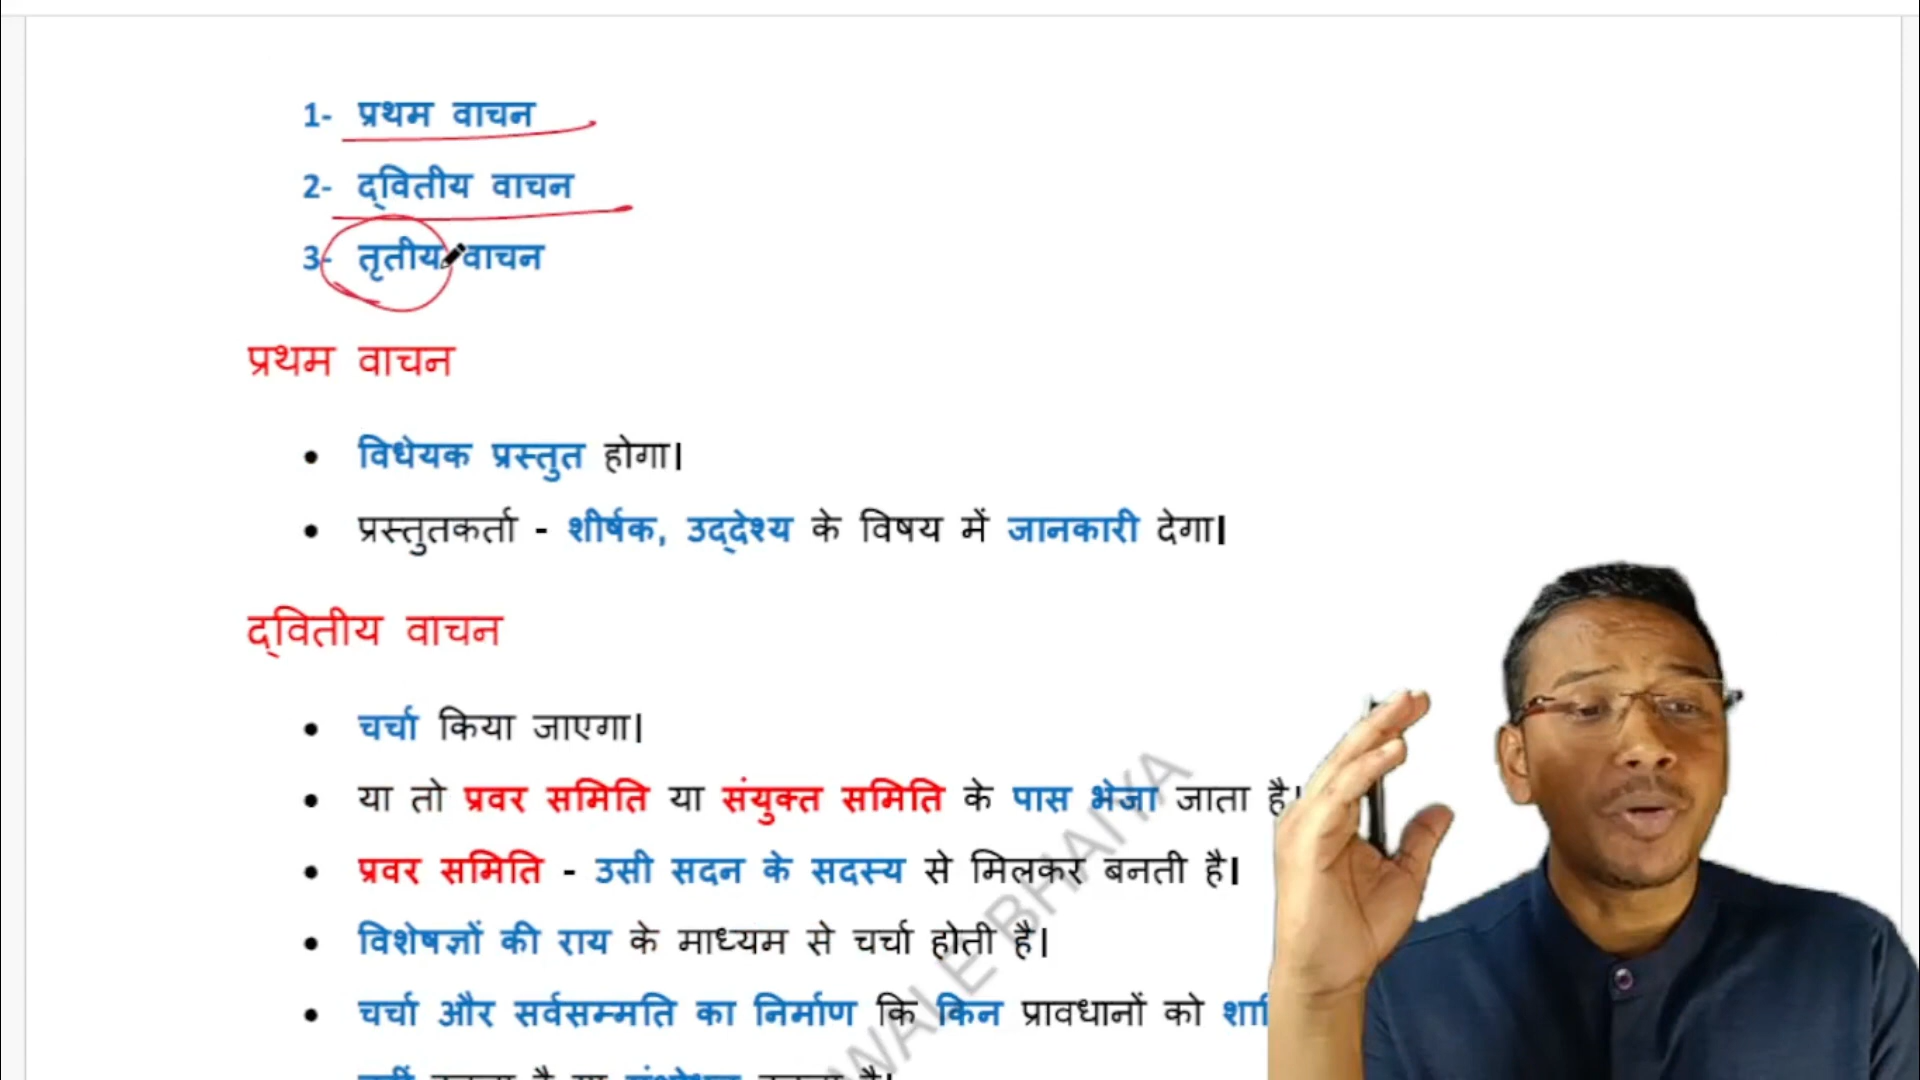 1- प्रथम वाचन
2- द्वितीय वाचन
3- तृतीय वाचन
प्रथम वाचन
• विधेयक प्रस्तुत होगा।
• प्रस्तुतकर्ता - शीर्षक, उद्देश्य के विषय में जानकारी देगा।
द्वितीय वाचन
• चर्चा किया जाएगा।
• या तो प्रवर समिति या संयुक्त समिति के पास भेजा जाता है।
• प्रवर समिति - उसी सदन के सदस्य से मिलकर बनती है।
• विशेषज्ञों की राय के माध्यम से चर्चा होती है।
• चर्चा और सर्वसम्मति का निर्माण कि किन प्रावधानों को
WALE BHAIYA